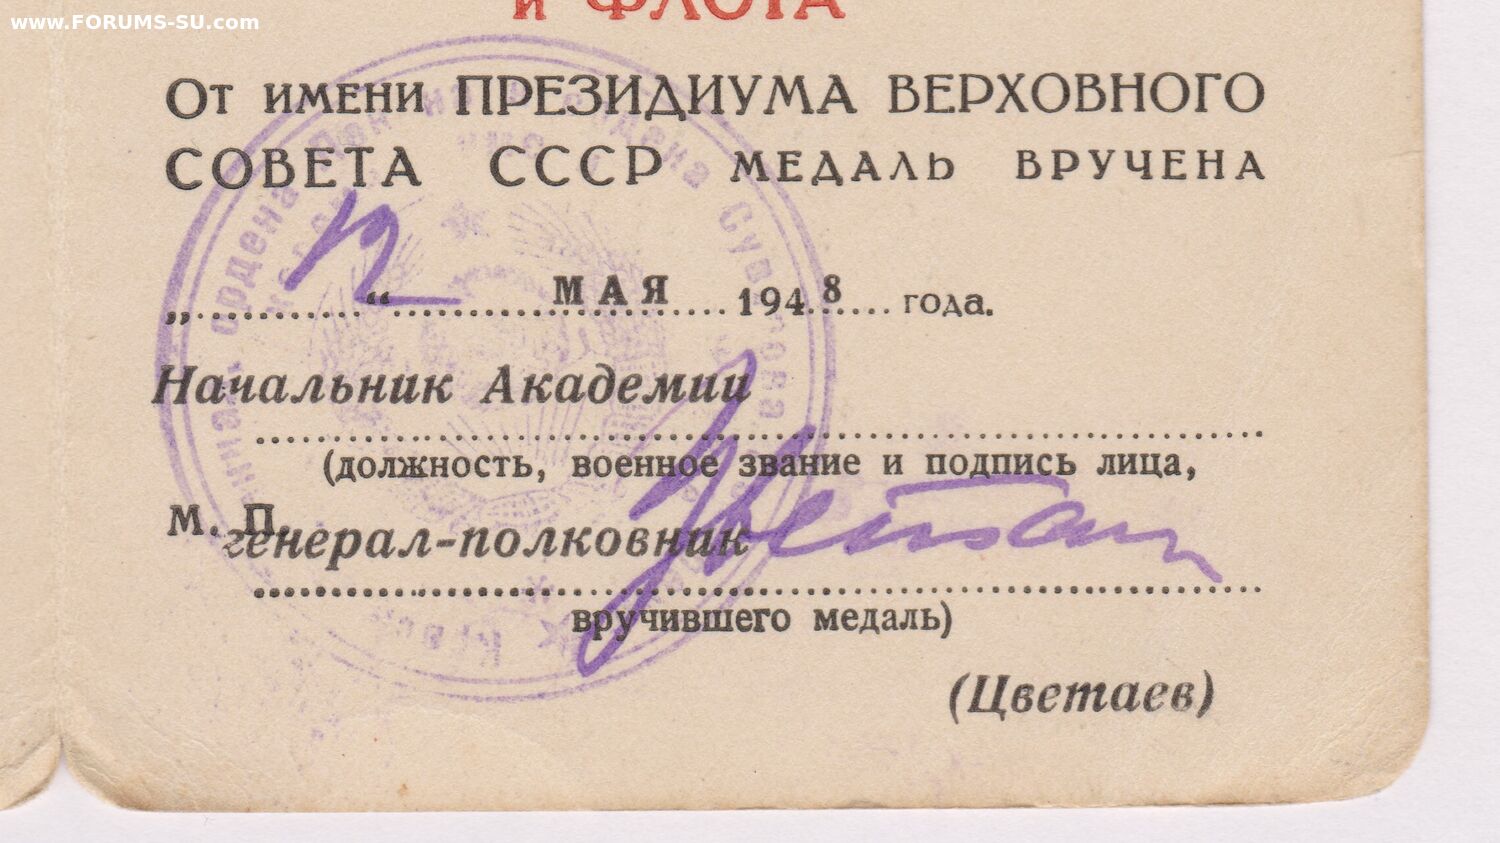 www.FORUMS-SU.com
и ФЛОТА
От имени ПРЕЗИДИУМА ВЕРХОВНОГО
СОВЕТА СССР МЕДАЛЬ ВРУЧЕНА
„ 12 “ МАЯ 1948 года.
Начальник Академии
(должность, военное звание и подпись лица,
М. П.
генерал-полковник
вручившего медаль)
(Цветаев)